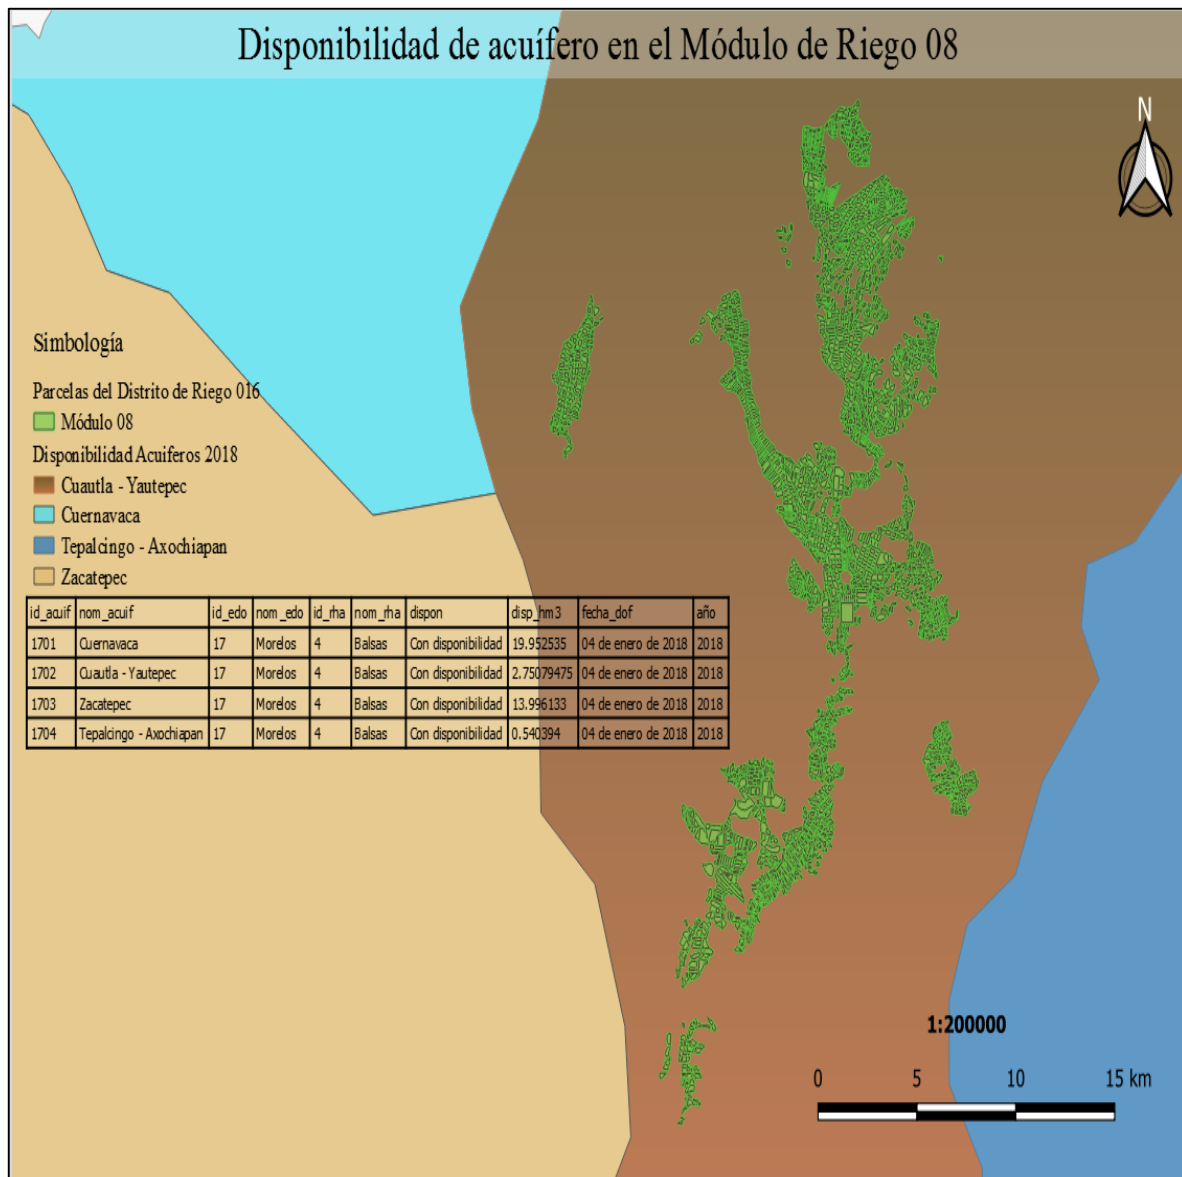 Disponibilidad de acuífero en el Módulo de Riego 08
N
Simbología
Parcelas del Distrito de Riego 016
Módulo 08
Disponibilidad Acuiferos 2018
Cuautla - Yautepec
Cuernavaca
Tepalcingo - Axochiapan
Zacatepec
id_acuif nom_acuif id_edo nom_edo id_rha nom_rha dispon disp_hm3 fecha_dof año
1701 Cuernavaca 17 Morelos 4 Balsas Con disponibilidad 19.952535 04 de enero de 2018 2018
1702 Cuautla - Yautepec 17 Morelos 4 Balsas Con disponibilidad 2.75079475 04 de enero de 2018 2018
1703 Zacatepec 17 Morelos 4 Balsas Con disponibilidad 13.996133 04 de enero de 2018 2018
1704 Tepalcingo - Axochiapan 17 Morelos 4 Balsas Con disponibilidad 0.540394 04 de enero de 2018 2018
1:200000
0 5 10 15 km